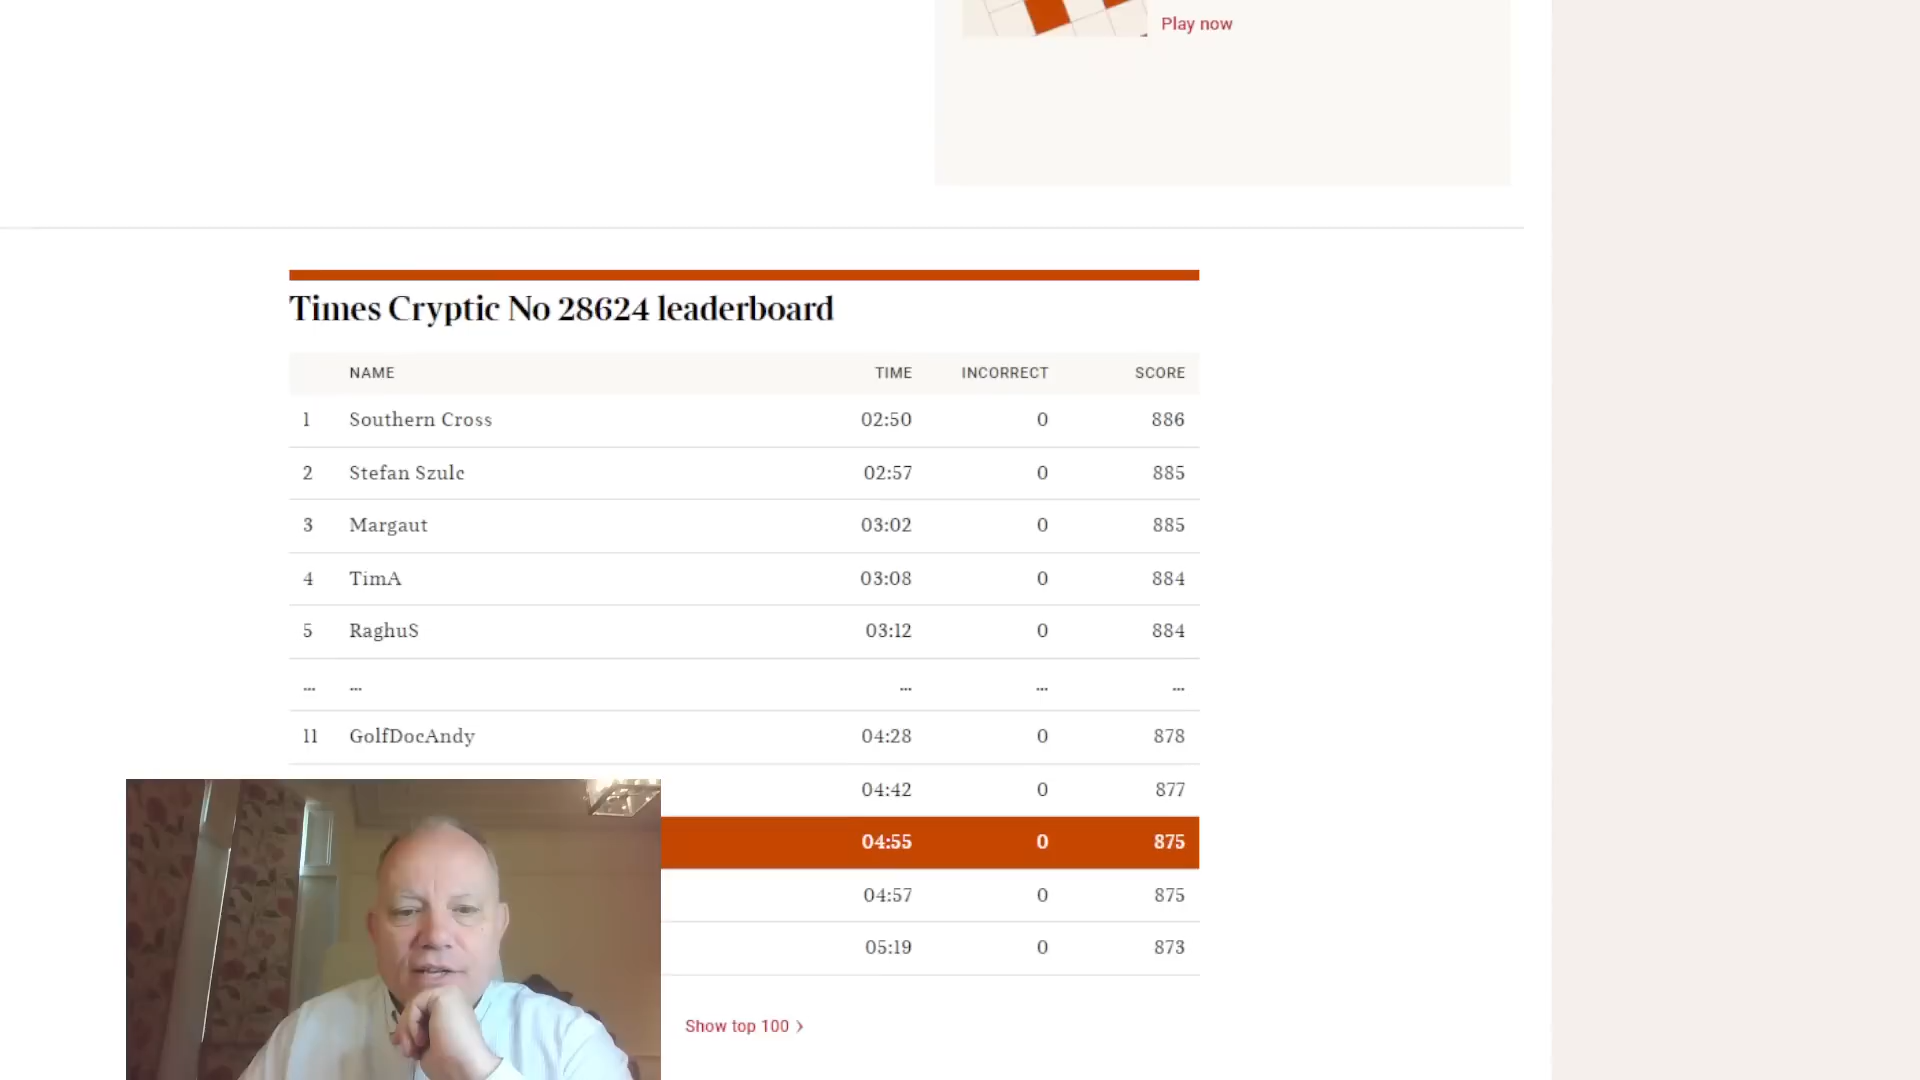 Play now
Times Cryptic No 28624 leaderboard
NAME TIME INCORRECT SCORE
1 Southern Cross 02:50 0 886
2 Stefan Szulc 02:57 0 885
3 Margaut 03:02 0 885
4 TimA 03:08 0 884
5 RaghuS 03:12 0 884
... ... ... ... ...
11 GolfDocAndy 04:28 0 878
04:42 0 877
04:55 0 875
04:57 0 875
05:19 0 873
Show top 100 ›